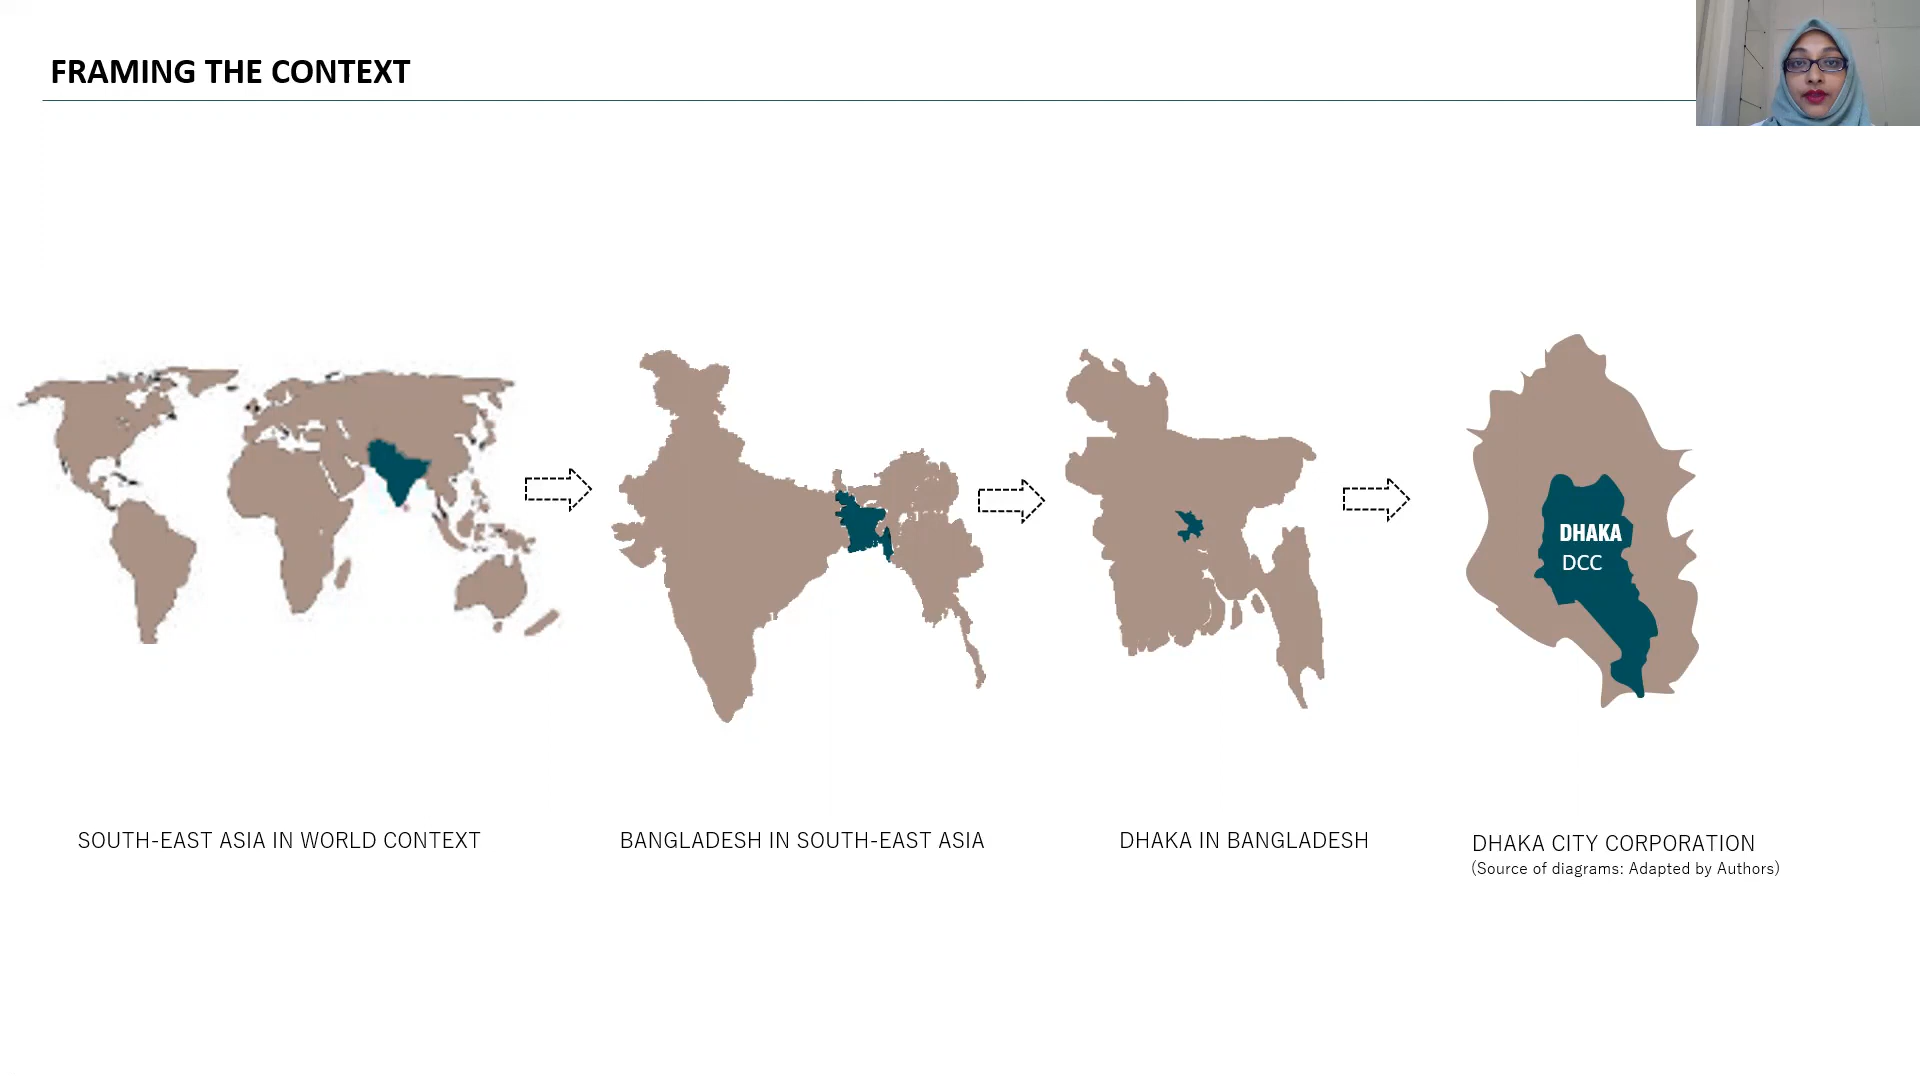 FRAMING THE CONTEXT
DHAKA
DCC
SOUTH-EAST ASIA IN WORLD CONTEXT
BANGLADESH IN SOUTH-EAST ASIA
DHAKA IN BANGLADESH
DHAKA CITY CORPORATION
(Source of diagrams: Adapted by Authors)